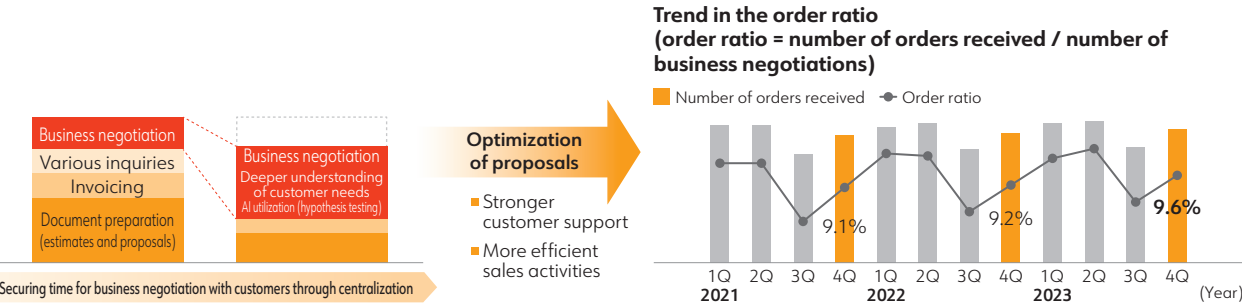 Business negotiation
Various inquiries
Invoicing
Document preparation
(estimates and proposals)
Business negotiation
Deeper understanding
of customer needs
AI utilization (hypothesis testing)
Securing time for business negotiation with customers through centralization
Optimization
of proposals
Stronger
customer support
More efficient
sales activities
Trend in the order ratio
(order ratio = number of orders received / number of
business negotiations)
Number of orders received
Order ratio
9.1%
9.2%
9.6%
1Q 2Q 3Q 4Q 1Q 2Q 3Q 4Q 1Q 2Q 3Q 4Q
2021 2022 2023 (Year)